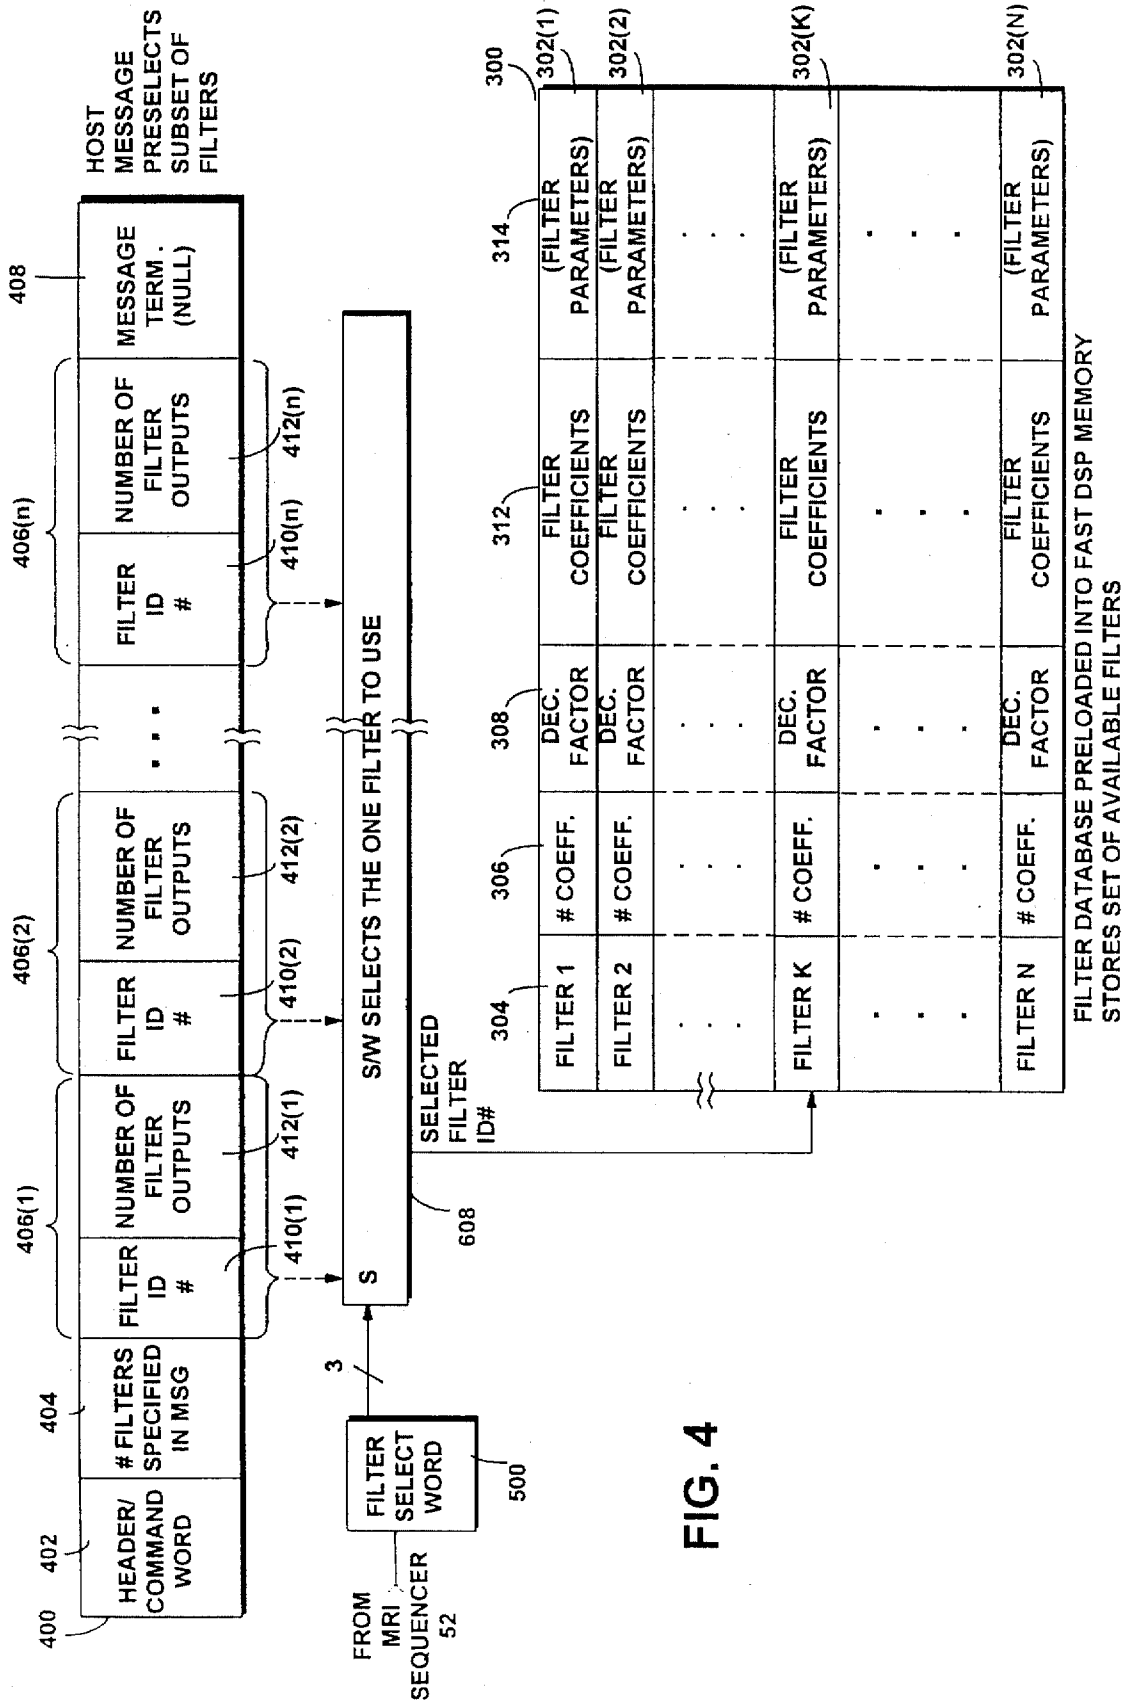 400
402
404
406(1)
406(2)
406(n)
408
HEADER/
COMMAND
WORD
# FILTERS
SPECIFIED
IN MSG
FILTER
ID
#
NUMBER OF
FILTER
OUTPUTS
FILTER
ID
#
NUMBER OF
FILTER
OUTPUTS
. . .
FILTER
ID
#
NUMBER OF
FILTER
OUTPUTS
MESSAGE
TERM.
(NULL)
HOST
MESSAGE
PRESELECTS
SUBSET OF
FILTERS
410(1)
412(1)
410(2)
412(2)
410(n)
412(n)
FROM
MRI
SEQUENCER
52
FILTER
SELECT
WORD
500
3
S
S/W SELECTS THE ONE FILTER TO USE
608
SELECTED
FILTER
ID#
304
306
308
312
314
300
FILTER 1
# COEFF.
DEC.
FACTOR
FILTER
COEFFICIENTS
(FILTER
PARAMETERS)
302(1)
FILTER 2
# COEFF.
DEC.
FACTOR
FILTER
COEFFICIENTS
(FILTER
PARAMETERS)
302(2)
. . .
. . .
. . .
. . .
. . .
FILTER K
# COEFF.
DEC.
FACTOR
FILTER
COEFFICIENTS
(FILTER
PARAMETERS)
302(K)
. . .
. . .
. . .
. . .
. . .
FILTER N
# COEFF.
DEC.
FACTOR
FILTER
COEFFICIENTS
(FILTER
PARAMETERS)
302(N)
FILTER DATABASE PRELOADED INTO FAST DSP MEMORY
STORES SET OF AVAILABLE FILTERS
FIG. 4